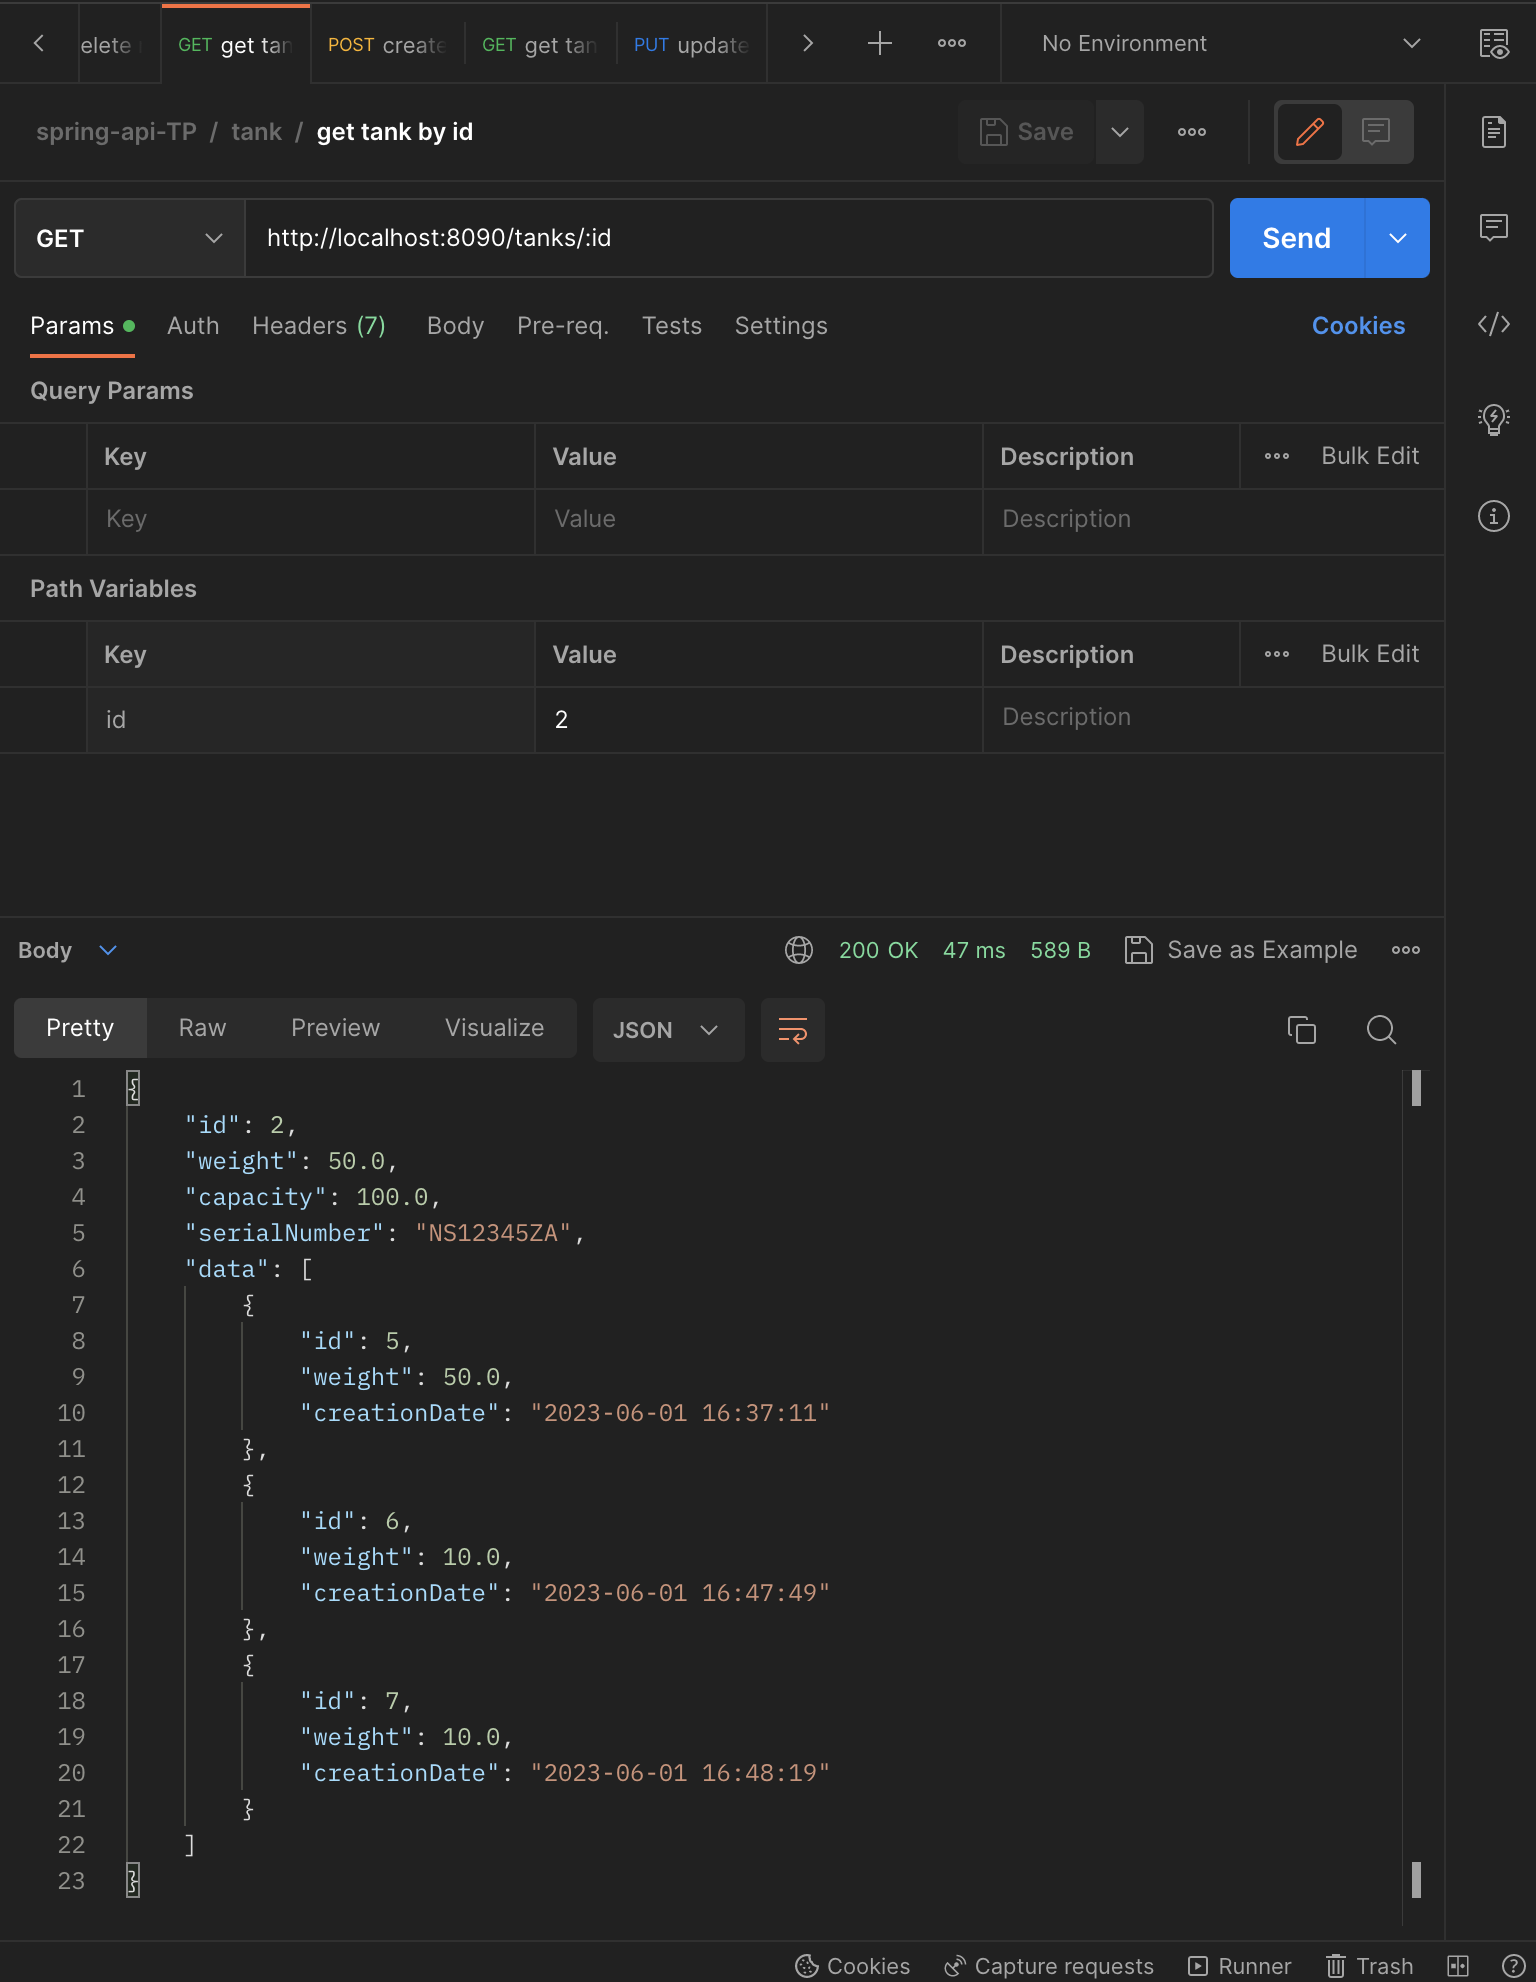 elete
GET get tan
POST create
GET get tan
PUT update
No Environment
spring-api-TP / tank / get tank by id
Save
GET http://localhost:8090/tanks/:id Send
Params Auth Headers (7) Body Pre-req. Tests Settings Cookies
Query Params
Key Value Description Bulk Edit
Key Value Description
Path Variables
Key Value Description Bulk Edit
id 2 Description
Body 200 OK 47 ms 589 B Save as Example
Pretty Raw Preview Visualize JSON
1 {
2 "id": 2,
3 "weight": 50.0,
4 "capacity": 100.0,
5 "serialNumber": "NS12345ZA",
6 "data": [
7 {
8 "id": 5,
9 "weight": 50.0,
10 "creationDate": "2023-06-01 16:37:11"
11 },
12 {
13 "id": 6,
14 "weight": 10.0,
15 "creationDate": "2023-06-01 16:47:49"
16 },
17 {
18 "id": 7,
19 "weight": 10.0,
20 "creationDate": "2023-06-01 16:48:19"
21 }
22 ]
23 }
Cookies Capture requests Runner Trash